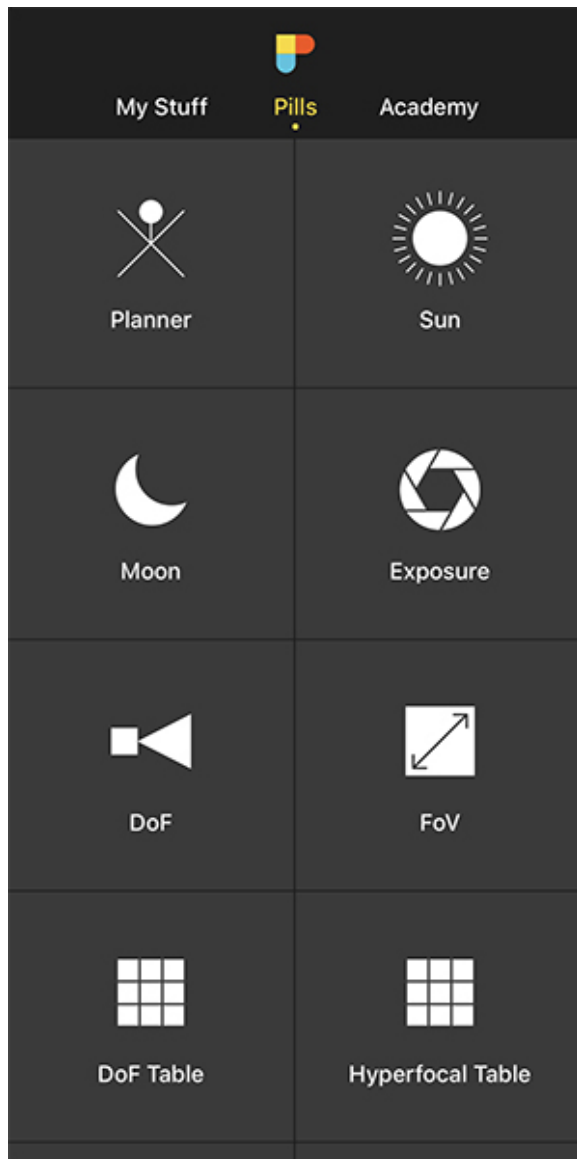 My Stuff Pills Academy
Planner Sun
Moon Exposure
DoF FoV
DoF Table Hyperfocal Table